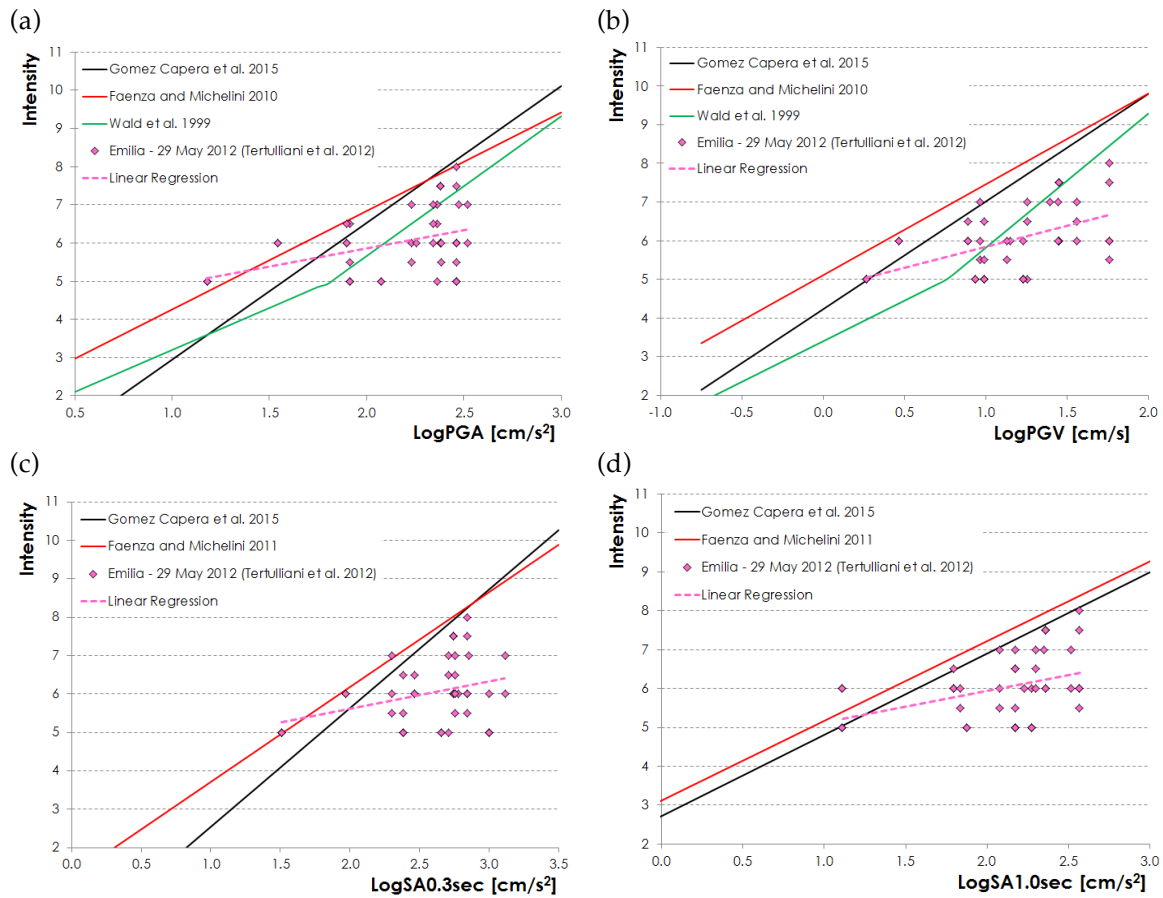 (a)
Intensity
11
10
9
8
7
6
5
4
3
2
Gomez Capera et al. 2015
Faenza and Michelini 2010
Wald et al. 1999
Emilia - 29 May 2012 (Tertulliani et al. 2012)
Linear Regression
0.5 1.0 1.5 2.0 2.5 3.0
LogPGA [cm/s²]
(b)
Intensity
11
10
9
8
7
6
5
4
3
2
Gomez Capera et al. 2015
Faenza and Michelini 2010
Wald et al. 1999
Emilia - 29 May 2012 (Tertulliani et al. 2012)
Linear Regression
-1.0 -0.5 0.0 0.5 1.0 1.5 2.0
LogPGV [cm/s]
(c)
Intensity
11
10
9
8
7
6
5
4
3
2
Gomez Capera et al. 2015
Faenza and Michelini 2011
Emilia - 29 May 2012 (Tertulliani et al. 2012)
Linear Regression
0.0 0.5 1.0 1.5 2.0 2.5 3.0 3.5
LogSA0.3sec [cm/s²]
(d)
Intensity
11
10
9
8
7
6
5
4
3
2
Gomez Capera et al. 2015
Faenza and Michelini 2011
Emilia - 29 May 2012 (Tertulliani et al. 2012)
Linear Regression
0.0 0.5 1.0 1.5 2.0 2.5 3.0
LogSA1.0sec [cm/s²]